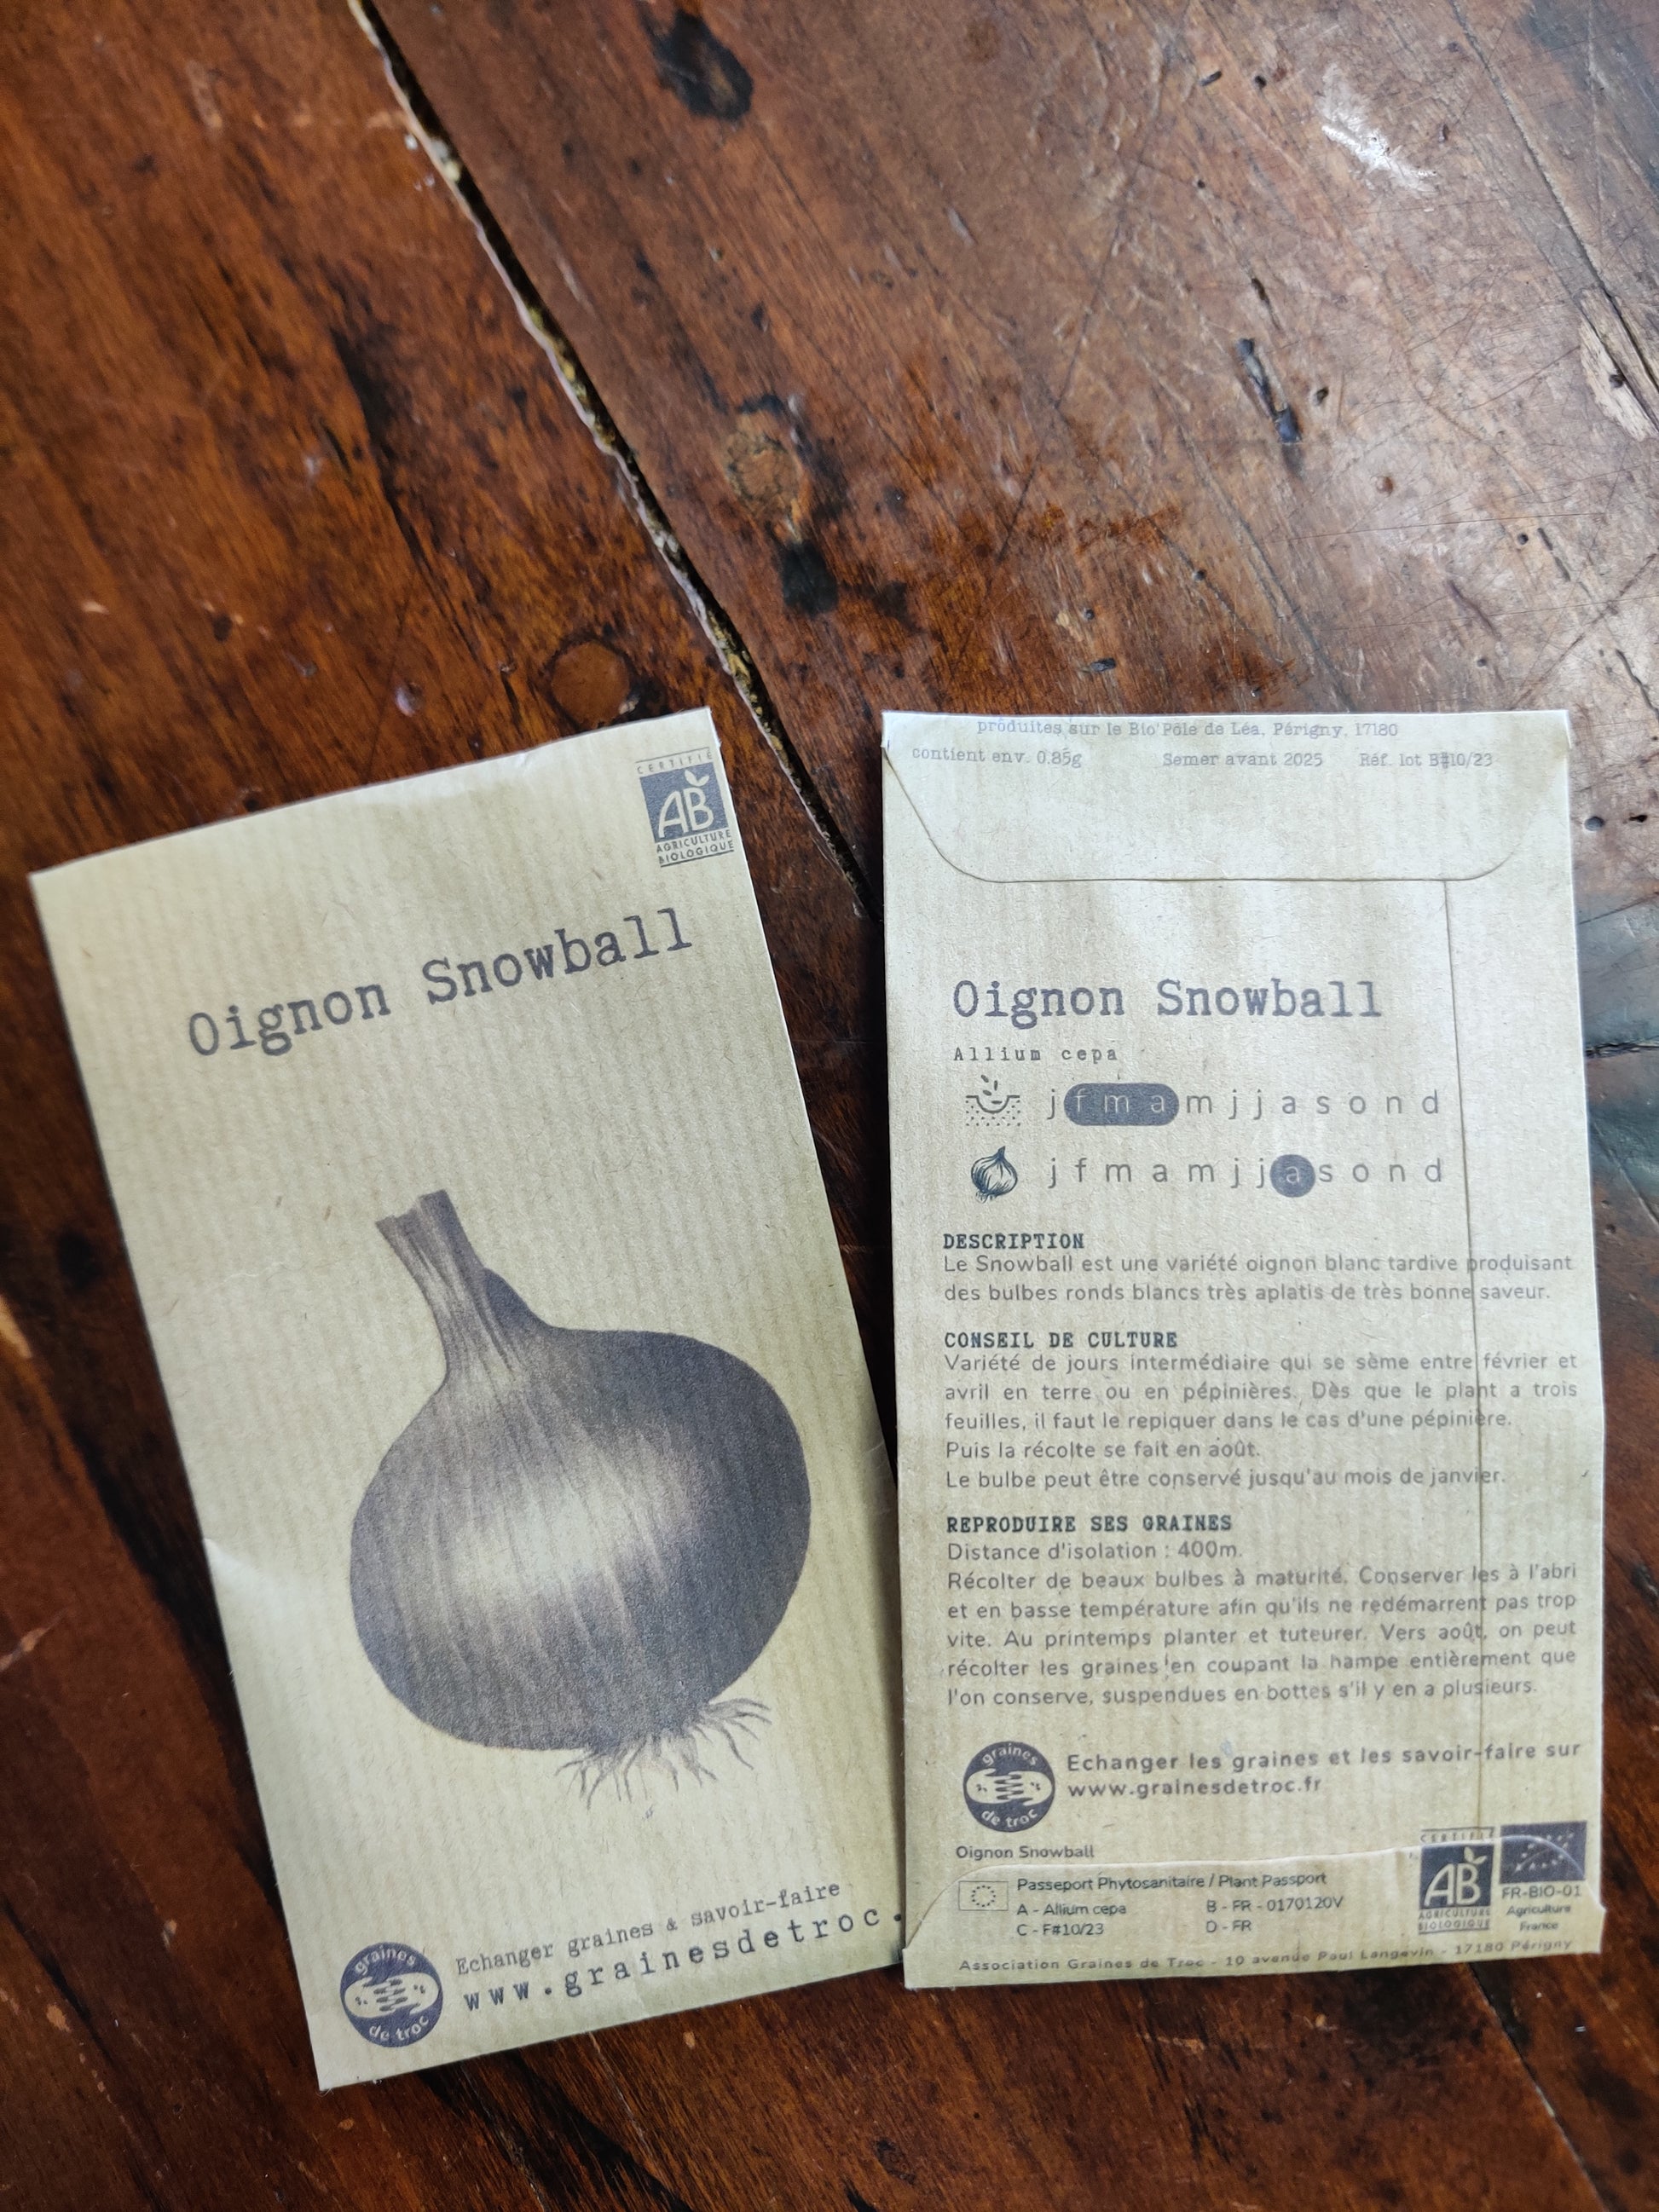 CERTIFIÉ
AB
AGRICULTURE
BIOLOGIQUE
Oignon Snowball
graines
de troc
Echanger graines & savoir-faire
www.grainesdetroc.
produites sur le Bio'Pôle de Léa, Périgny, 17180
contient env. 0.85g Semer avant 2025 Réf. lot B#10/23
Oignon Snowball
Allium cepa
j f m a m j j a s o n d
j f m a m j j a s o n d
DESCRIPTION
Le Snowball est une variété oignon blanc tardive produisant
des bulbes ronds blancs très aplatis de très bonne saveur.
CONSEIL DE CULTURE
Variété de jours intermédiaire qui se sème entre février et
avril en terre ou en pépinières. Dès que le plant a trois
feuilles, il faut le repiquer dans le cas d'une pépinière.
Puis la récolte se fait en août.
Le bulbe peut être conservé jusqu'au mois de janvier.
REPRODUIRE SES GRAINES
Distance d'isolation : 400m.
Récolter de beaux bulbes à maturité. Conserver les à l'abri
et en basse température afin qu'ils ne redémarrent pas trop
vite. Au printemps planter et tuteurer. Vers août, on peut
récolter les graines en coupant la hampe entièrement que
l'on conserve, suspendues en bottes s'il y en a plusieurs.
graines
de troc
Echanger les graines et les savoir-faire sur
www.grainesdetroc.fr
Oignon Snowball
Passeport Phytosanitaire / Plant Passport
A - Allium cepa B - FR - 0170120V
C - F#10/23 D - FR
CERTIFIÉ
AB
AGRICULTURE
BIOLOGIQUE
FR-BIO-01
Agriculture
France
Association Graines de Troc - 10 avenue Paul Langevin - 17180 Périgny